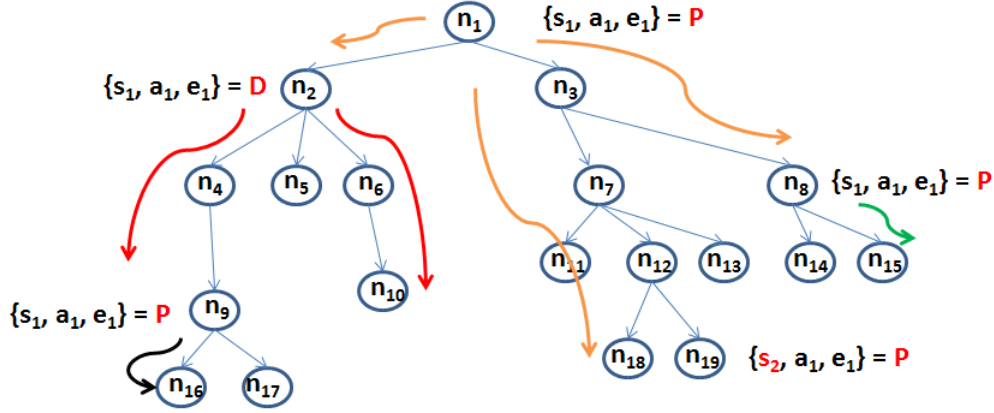 n₁ {s₁, a₁, e₁} = P
{s₁, a₁, e₁} = D n₂ n₃
n₄ n₅ n₆ n₇ n₈ {s₁, a₁, e₁} = P
n₁₁ n₁₂ n₁₃ n₁₄ n₁₅
n₁₀
{s₁, a₁, e₁} = P n₉
n₁₈ n₁₉ {s₂, a₁, e₁} = P
n₁₆ n₁₇